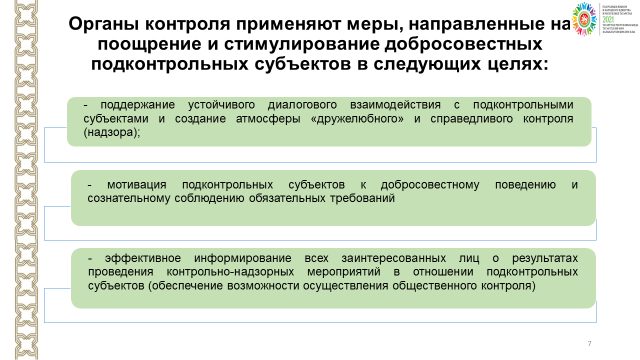 Органы контроля применяют меры, направленные на
поощрение и стимулирование добросовестных
подконтрольных субъектов в следующих целях:
2021
- поддержание устойчивого диалогового взаимодействия с подконтрольными
субъектами и создание атмосферы «дружелюбного» и справедливого контроля
(надзора);
- мотивация подконтрольных субъектов к добросовестному поведению и
сознательному соблюдению обязательных требований
- эффективное информирование всех заинтересованных лиц о результатах
проведения контрольно-надзорных мероприятий в отношении подконтрольных
субъектов (обеспечение возможности осуществления общественного контроля)
7